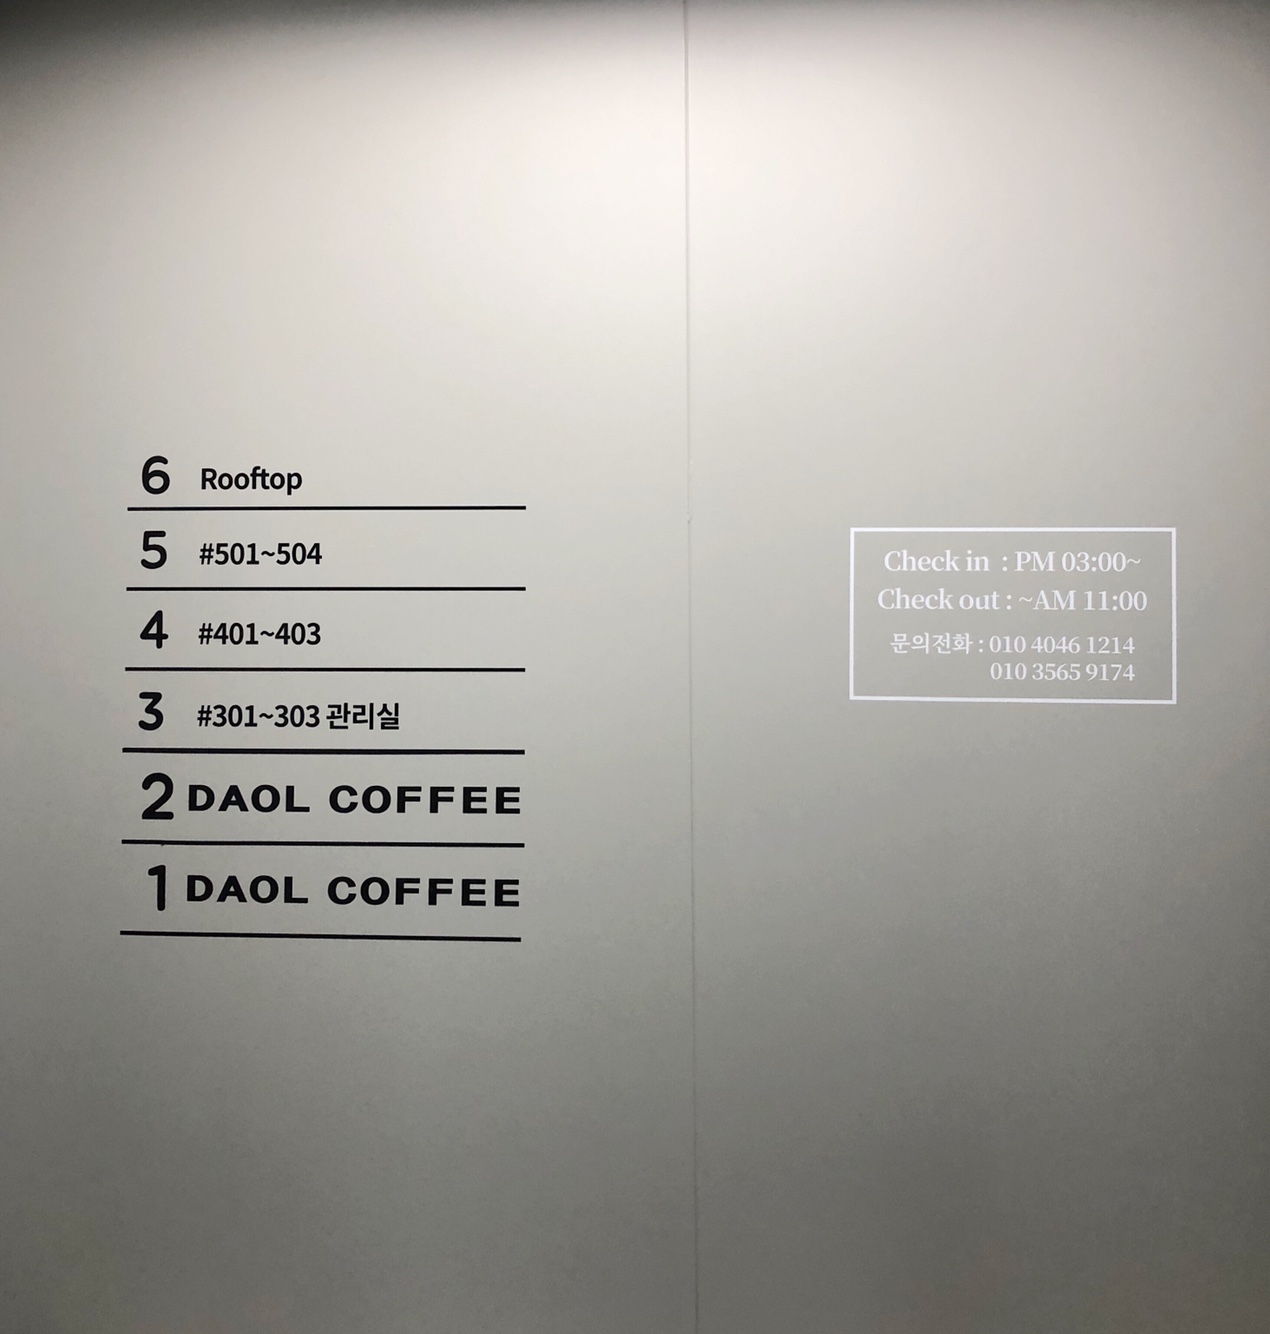 6 Rooftop
5 #501~504
4 #401~403
3 #301~303 관리실
2 DAOL COFFEE
1 DAOL COFFEE
Check in : PM 03:00~
Check out : ~AM 11:00
문의전화 : 010 4046 1214
010 3565 9174